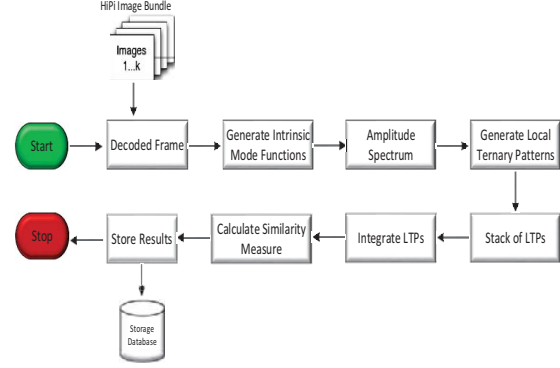 HiPi Image Bundle
Images
1...k
Start
Decoded Frame
Generate Intrinsic
Mode Functions
Amplitude
Spectrum
Generate Local
Ternary Patterns
Stop
Store Results
Calculate Similarity
Measure
Integrate LTPs
Stack of LTPs
Storage
Database